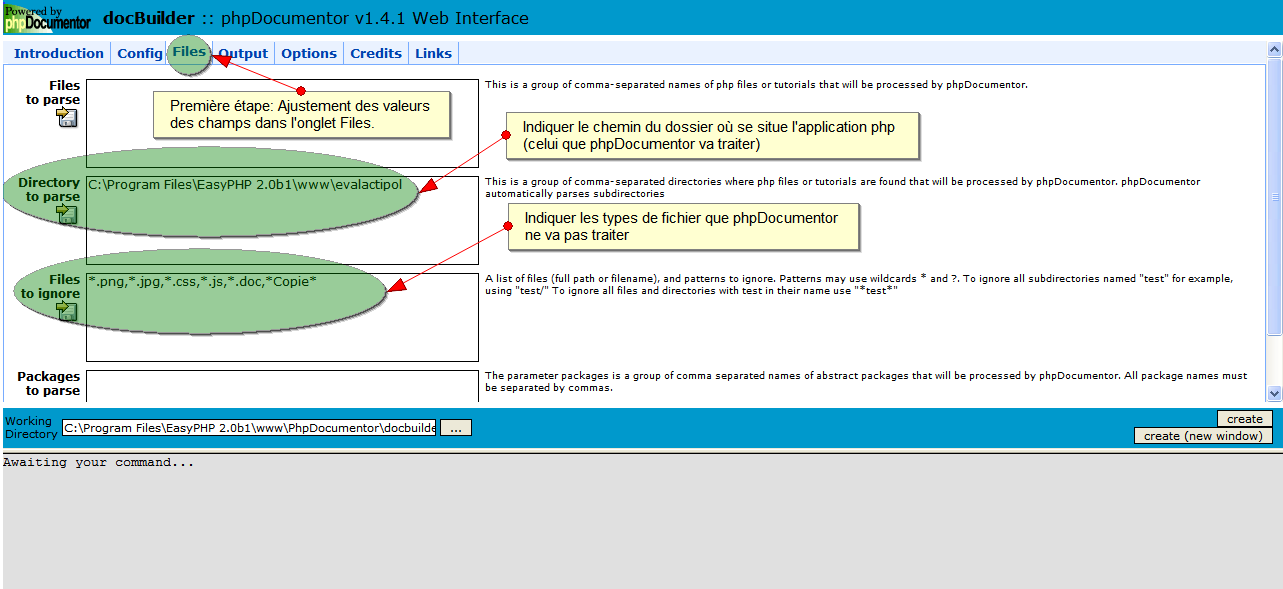 Powered by
phpDocumentor
docBuilder :: phpDocumentor v1.4.1 Web Interface
Introduction Config Files Output Options Credits Links
Files
to parse
This is a group of comma-separated names of php files or tutorials that will be processed by phpDocumentor.
Première étape: Ajustement des valeurs
des champs dans l'onglet Files.
Indiquer le chemin du dossier où se situe l'application php
(celui que phpDocumentor va traiter)
Directory
to parse
C:\Program Files\EasyPHP 2.0b1\www\evalactipol
This is a group of comma-separated directories where php files or tutorials are found that will be processed by phpDocumentor. phpDocumentor
automatically parses subdirectories
Indiquer les types de fichier que phpDocumentor
ne va pas traiter
Files
to ignore
*.png,*.jpg,*.css,*.js,*.doc,*Copie*
A list of files (full path or filename), and patterns to ignore. Patterns may use wildcards * and ?. To ignore all subdirectories named "test" for example,
using "test/" To ignore all files and directories with test in their name use "*test*"
Packages
to parse
The parameter packages is a group of comma separated names of abstract packages that will be processed by phpDocumentor. All package names must
be separated by commas.
Working
Directory
C:\Program Files\EasyPHP 2.0b1\www\PhpDocumentor\docbuilde
...
create
create (new window)
Awaiting your command...